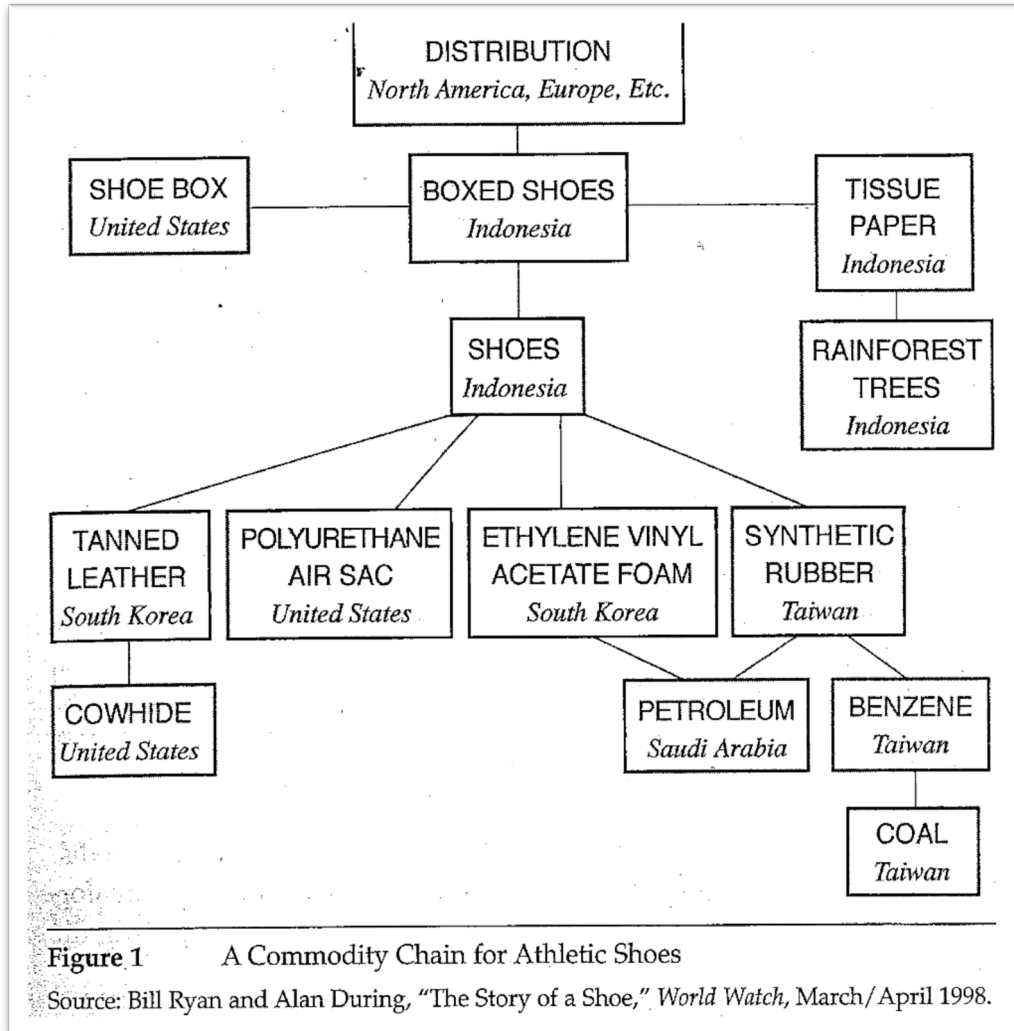 DISTRIBUTION
North America, Europe, Etc.
SHOE BOX
United States
BOXED SHOES
Indonesia
TISSUE
PAPER
Indonesia
SHOES
Indonesia
RAINFOREST
TREES
Indonesia
TANNED
LEATHER
South Korea
POLYURETHANE
AIR SAC
United States
ETHYLENE VINYL
ACETATE FOAM
South Korea
SYNTHETIC
RUBBER
Taiwan
COWHIDE
United States
PETROLEUM
Saudi Arabia
BENZENE
Taiwan
COAL
Taiwan
Figure 1 A Commodity Chain for Athletic Shoes
Source: Bill Ryan and Alan During, “The Story of a Shoe,” World Watch, March/April 1998.